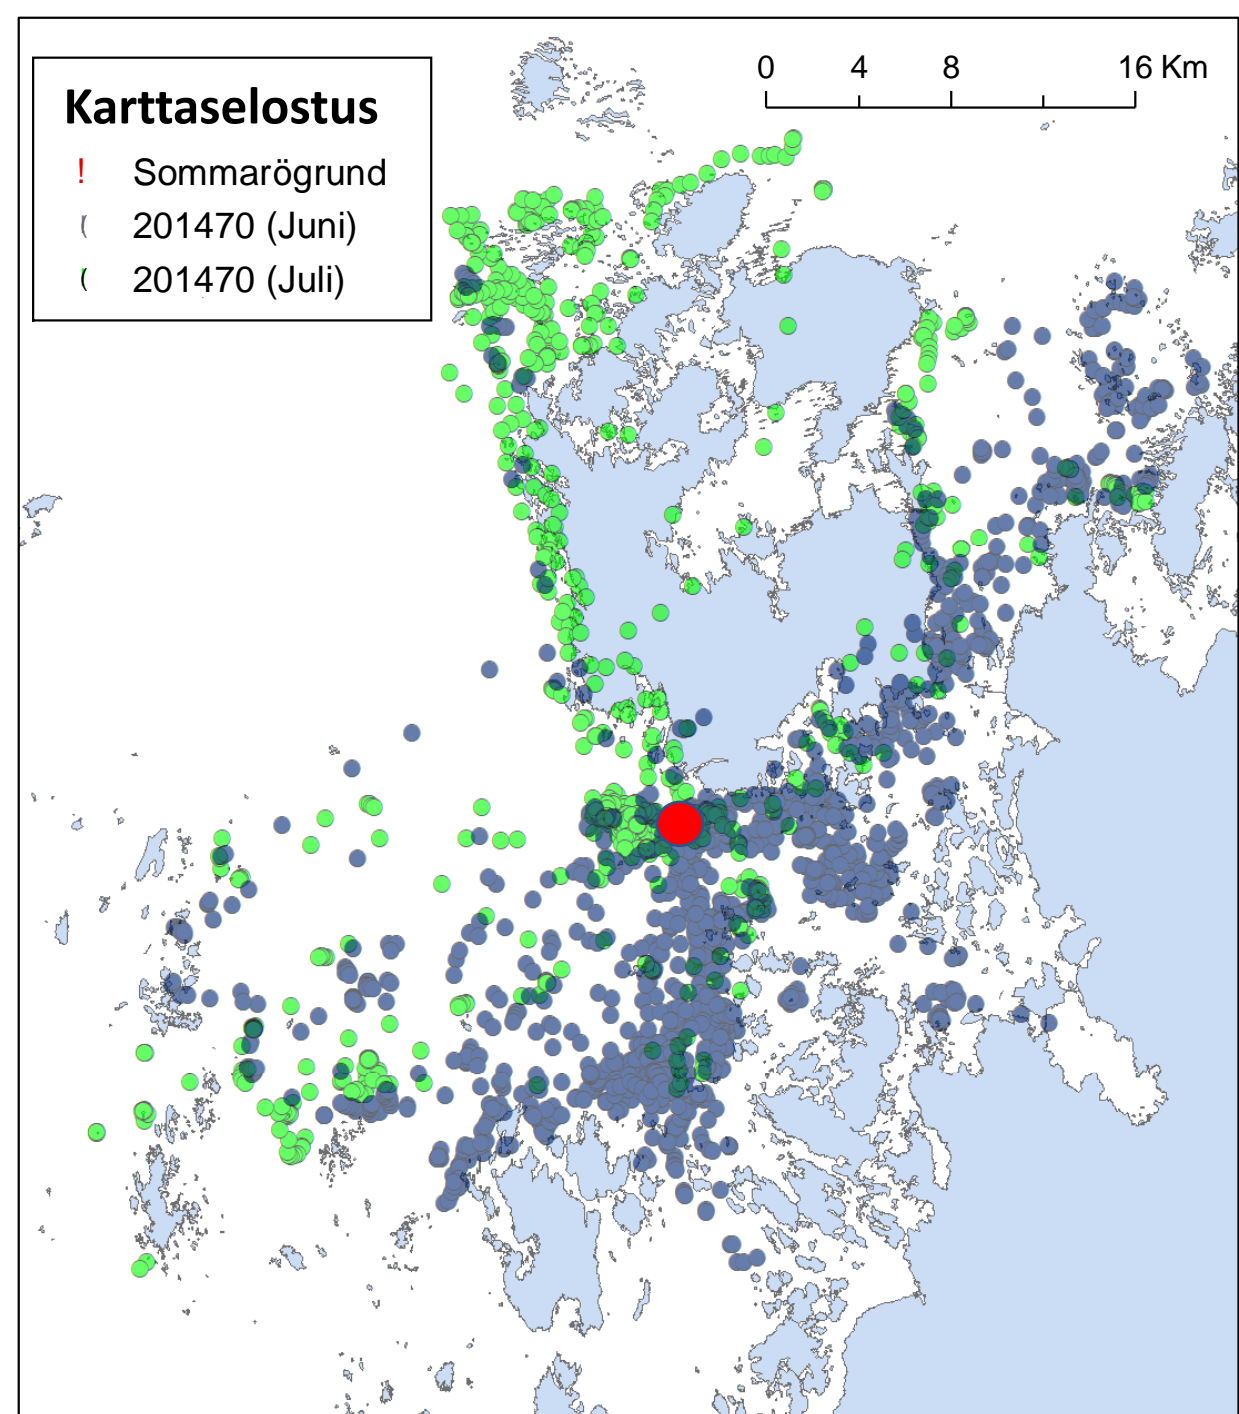 Karttaselostus
! Sommarögrund
( 201470 (Juni)
( 201470 (Juli)
0 4 8 16 Km